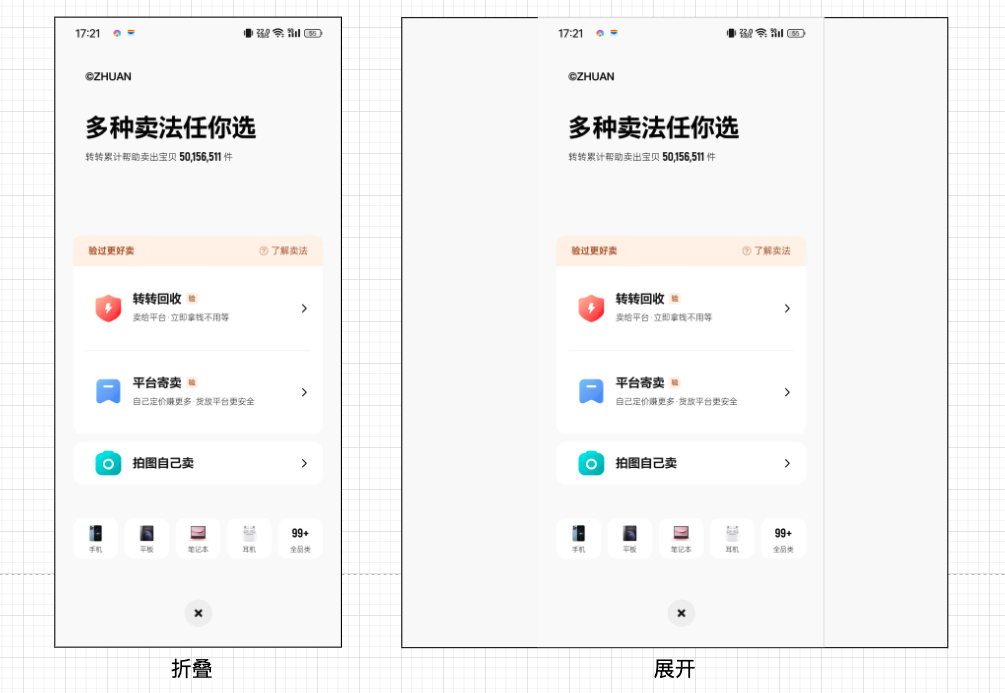 17:21
55
©ZHUAN
多种卖法任你选
转转累计帮助卖出宝贝 50,156,511 件
验过更好卖 ? 了解卖法
转转回收 验
卖给平台·立即拿钱不用等
平台寄卖 验
自己定价赚更多·货放平台更安全
拍图自己卖
手机 平板 笔记本 耳机 99+ 全品类
折叠
17:21
55
©ZHUAN
多种卖法任你选
转转累计帮助卖出宝贝 50,156,511 件
验过更好卖 ? 了解卖法
转转回收 验
卖给平台·立即拿钱不用等
平台寄卖 验
自己定价赚更多·货放平台更安全
拍图自己卖
手机 平板 笔记本 耳机 99+ 全品类
展开